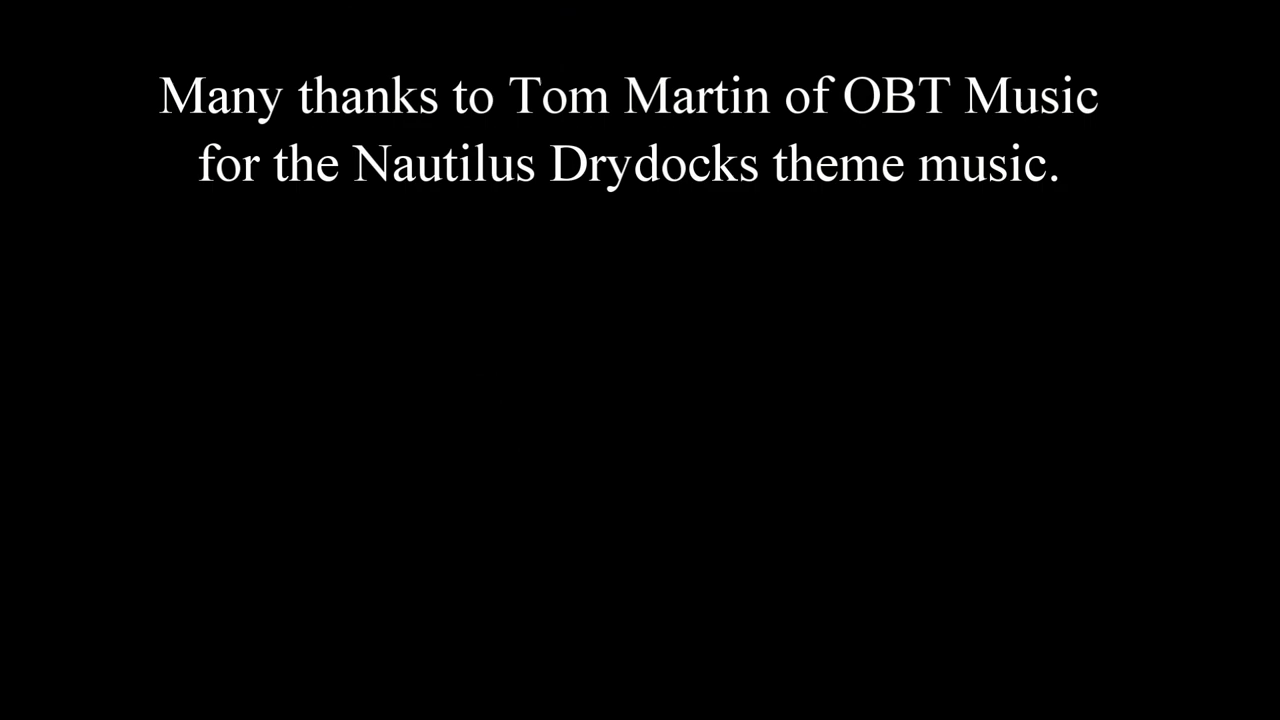 Many thanks to Tom Martin of OBT Music
for the Nautilus Drydocks theme music.